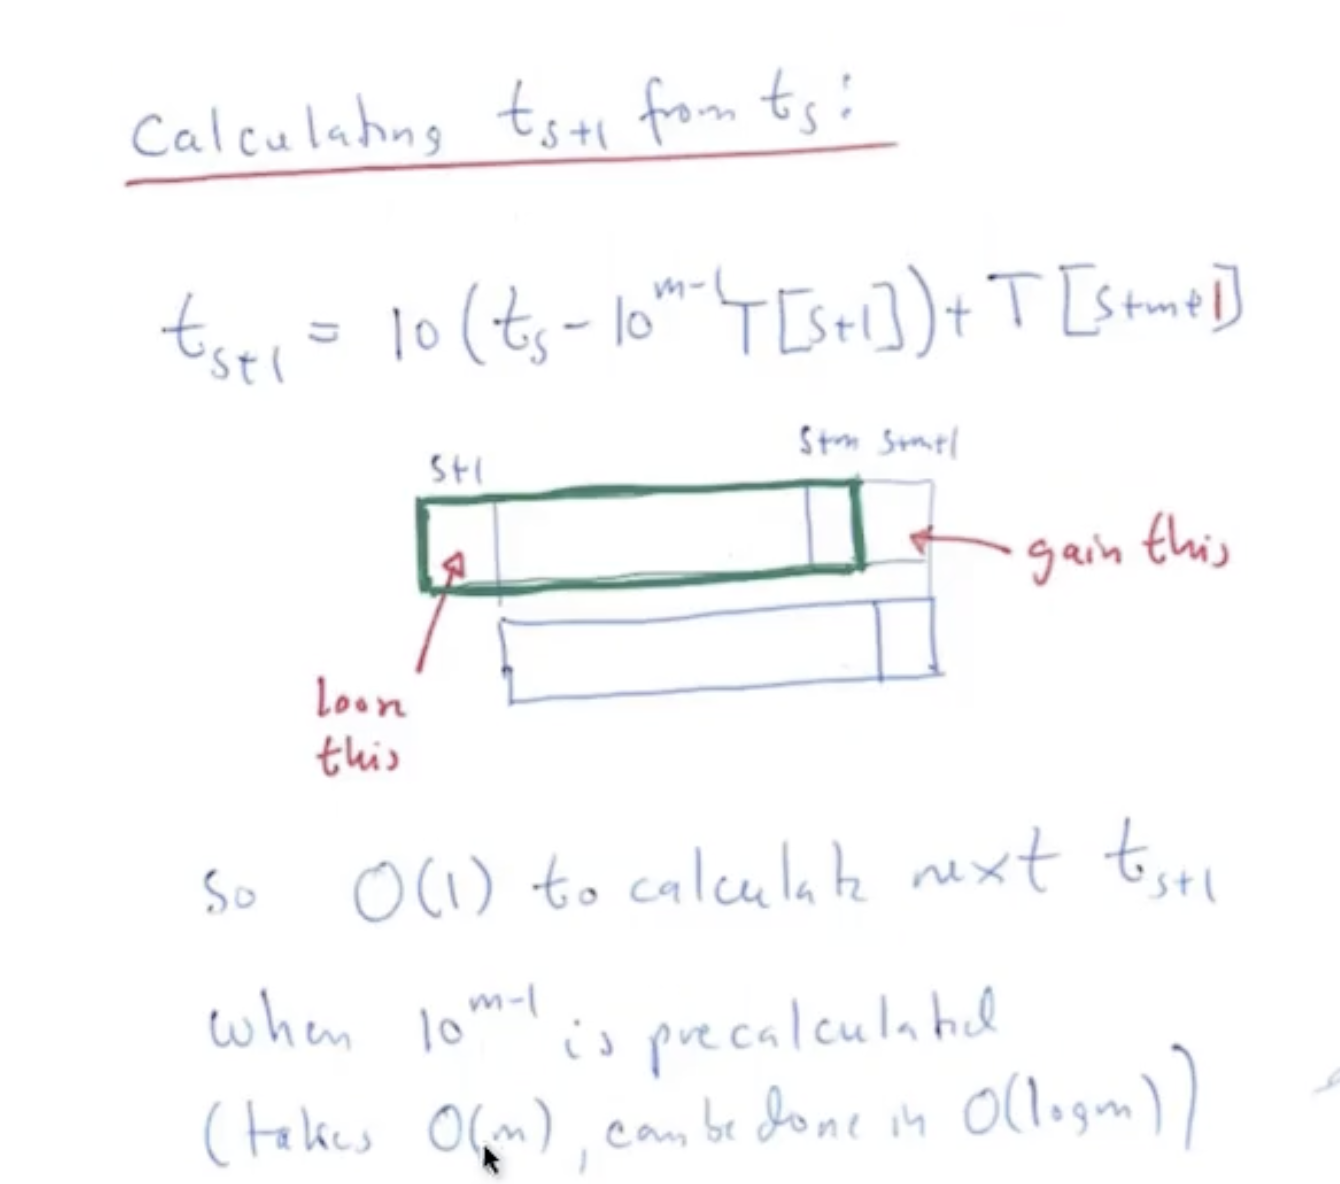 Calculating t_{s+1} from t_s:
t_{s+1} = 10(t_s - 10^{m-1} T[s+1]) + T[s+m+1]
s+m s+m+1
s+1
gain this
loon
this
So O(1) to calculate next t_{s+1}
when 10^{m-1} is precalculated
(takes O(m), can be done in O(log m))